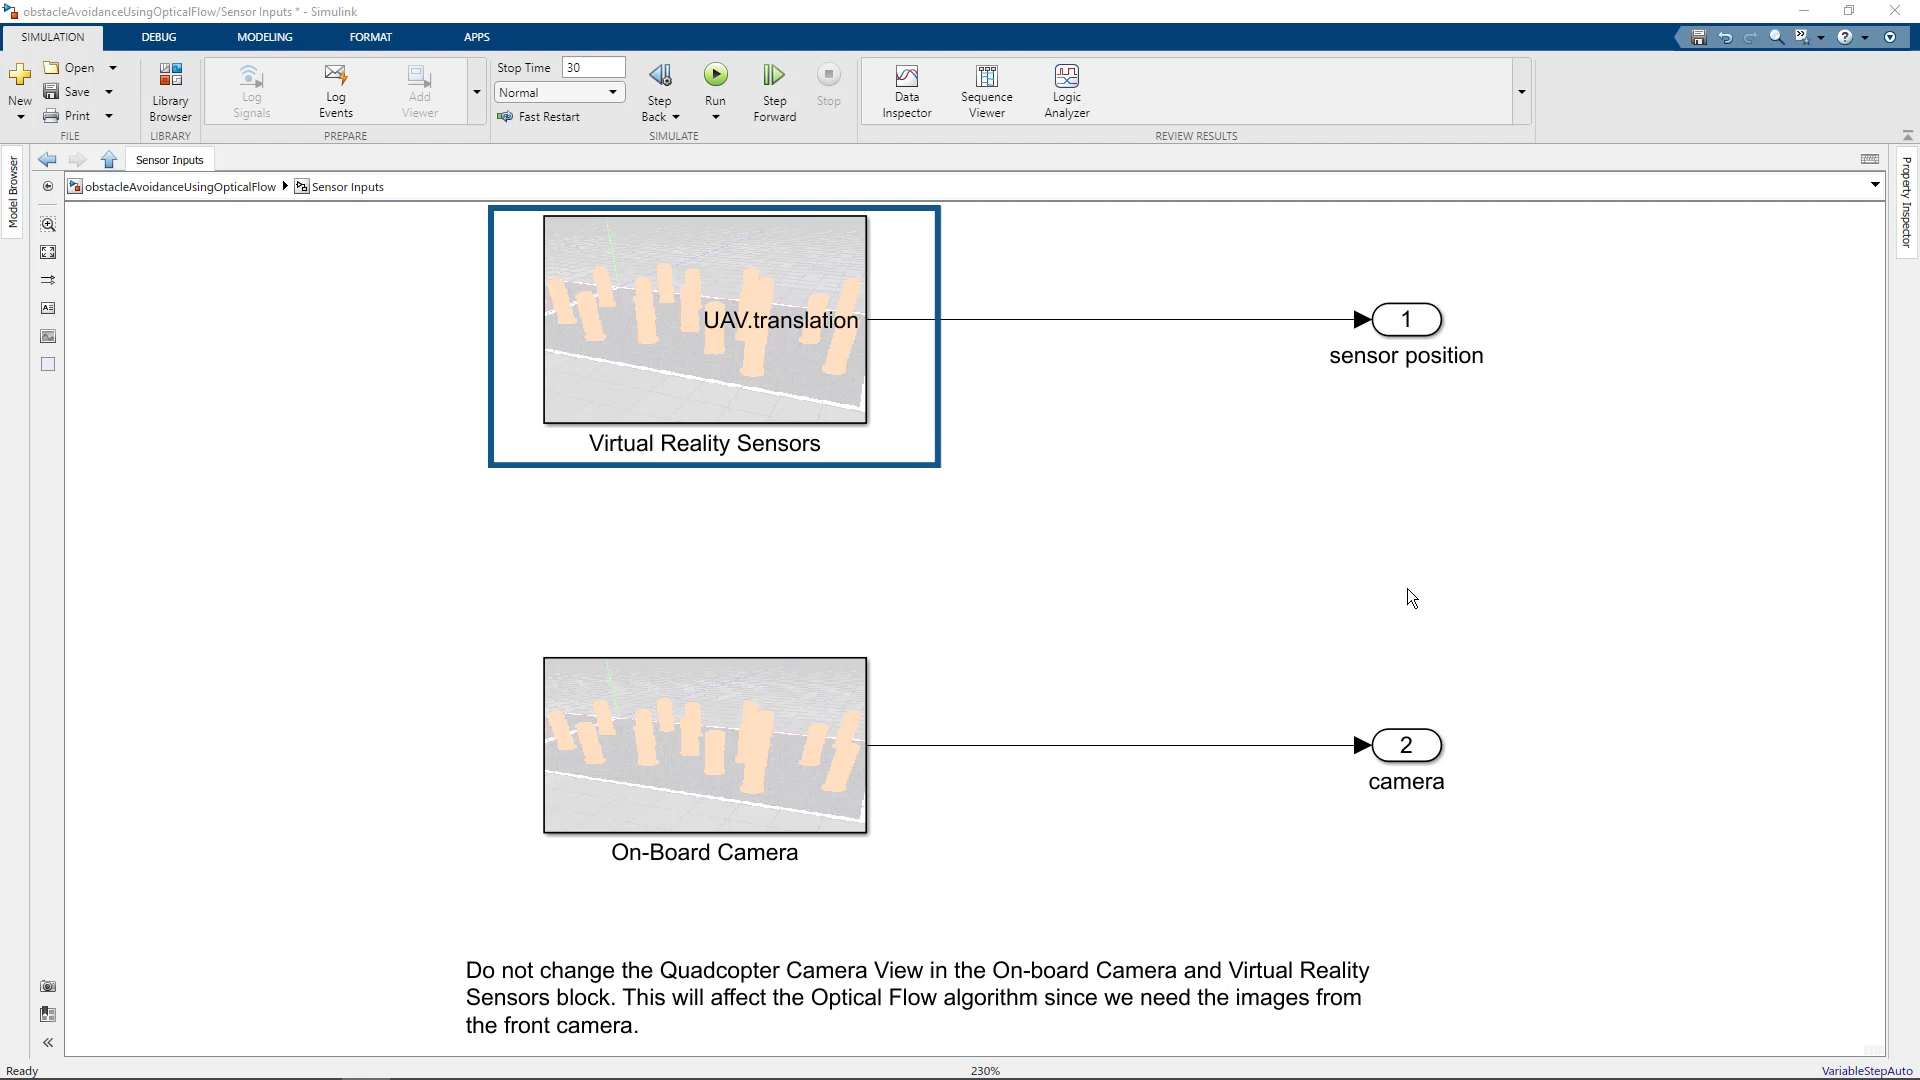 obstacleAvoidanceUsingOpticalFlow/Sensor Inputs * - Simulink
SIMULATION DEBUG MODELING FORMAT APPS
New
Open
Save
Print
FILE
Library
Browser
LIBRARY
Log
Signals
Log
Events
Add
Viewer
PREPARE
Stop Time 30
Normal
Fast Restart
Step
Back
Run
Step
Forward
Stop
SIMULATE
Data
Inspector
Sequence
Viewer
Logic
Analyzer
REVIEW RESULTS
Model Browser
Sensor Inputs
obstacleAvoidanceUsingOpticalFlow Sensor Inputs
Property Inspector
UAV.translation
Virtual Reality Sensors
1
sensor position
On-Board Camera
2
camera
Do not change the Quadcopter Camera View in the On-board Camera and Virtual Reality
Sensors block. This will affect the Optical Flow algorithm since we need the images from
the front camera.
Ready 230% VariableStepAuto